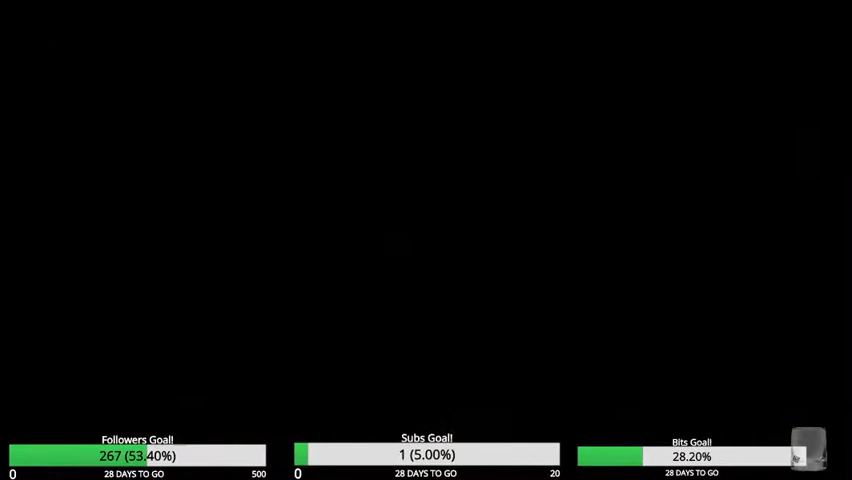 Followers Goal!
267 (53.40%)
0 28 DAYS TO GO 500
Subs Goal!
1 (5.00%)
0 28 DAYS TO GO 20
Bits Goal!
28.20%
28 DAYS TO GO